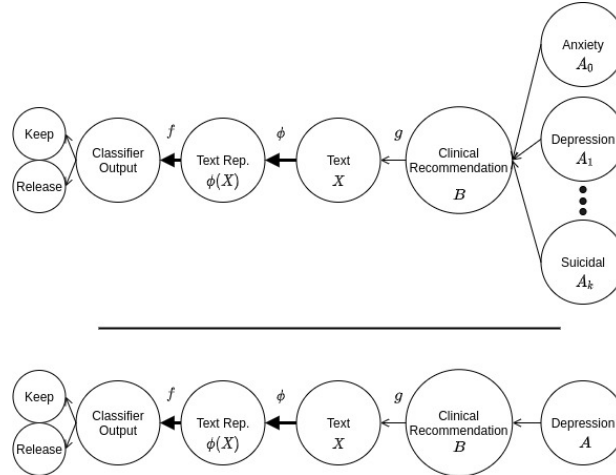 Anxiety
A₀
Keep
f
ϕ
g
Classifier
Output
Text Rep.
ϕ(X)
Text
X
Clinical
Recommendation
B
Depression
A₁
Release
Suicidal
Aₖ
Keep
f
ϕ
g
Classifier
Output
Text Rep.
ϕ(X)
Text
X
Clinical
Recommendation
B
Depression
A
Release